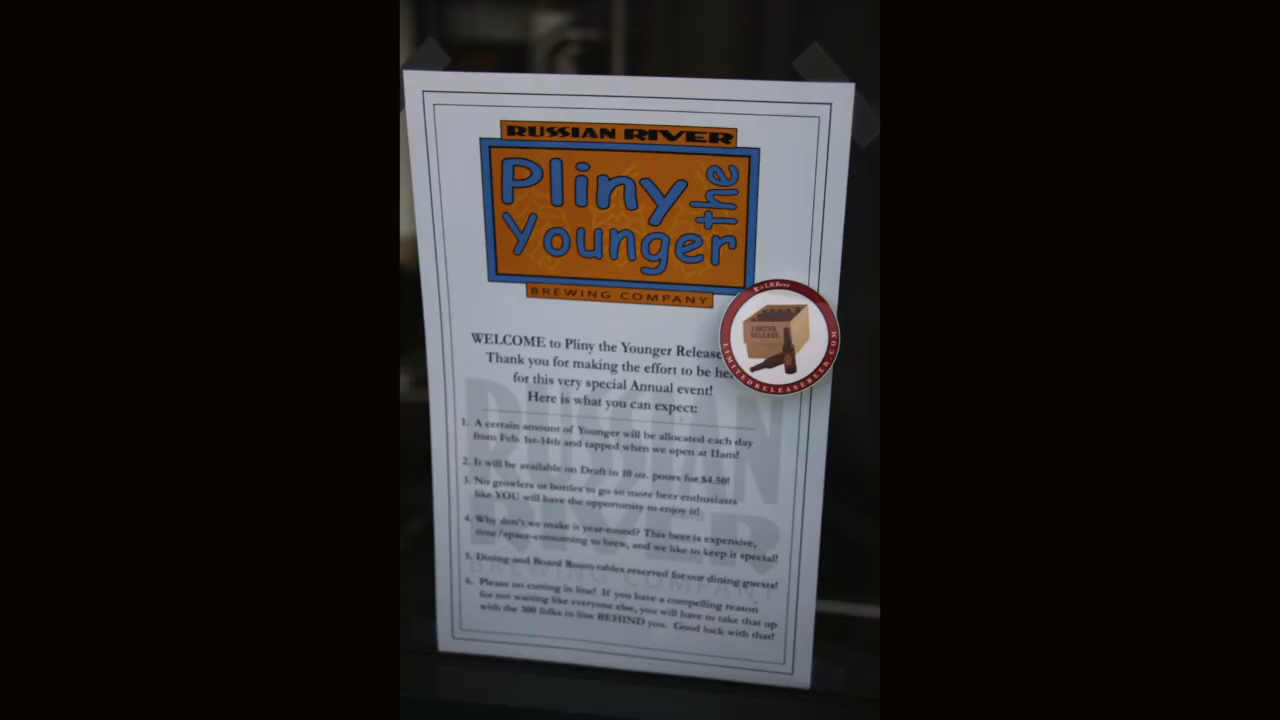 RUSSIAN RIVER
Pliny the
Younger
BREWING COMPANY
LRBeer
LIMITED
RELEASE
LIMITEDRELEASEBEER.COM
WELCOME to Pliny the Younger Release
Thank you for making the effort to be he
for this very special Annual event!
Here is what you can expect:
1. A certain amount of Younger will be allocated each day
from Feb. 1st-14th and tapped when we open at 11am!
2. It will be available on Draft in 10 oz. pours for $4.50!
3. No growlers or bottles to go so more beer enthusiasts
like YOU will have the opportunity to enjoy it!
4. Why don't we make it year-round? This beer is expensive,
time/space-consuming to brew, and we like to keep it special!
5. Dining and Board Room tables reserved for our dining guests!
6. Please no cutting in line! If you have a compelling reason
for not waiting like everyone else, you will have to take that up
with the 300 folks in line BEHIND you. Good luck with that!
RUSSIAN
RIVER
BREWING COMPANY